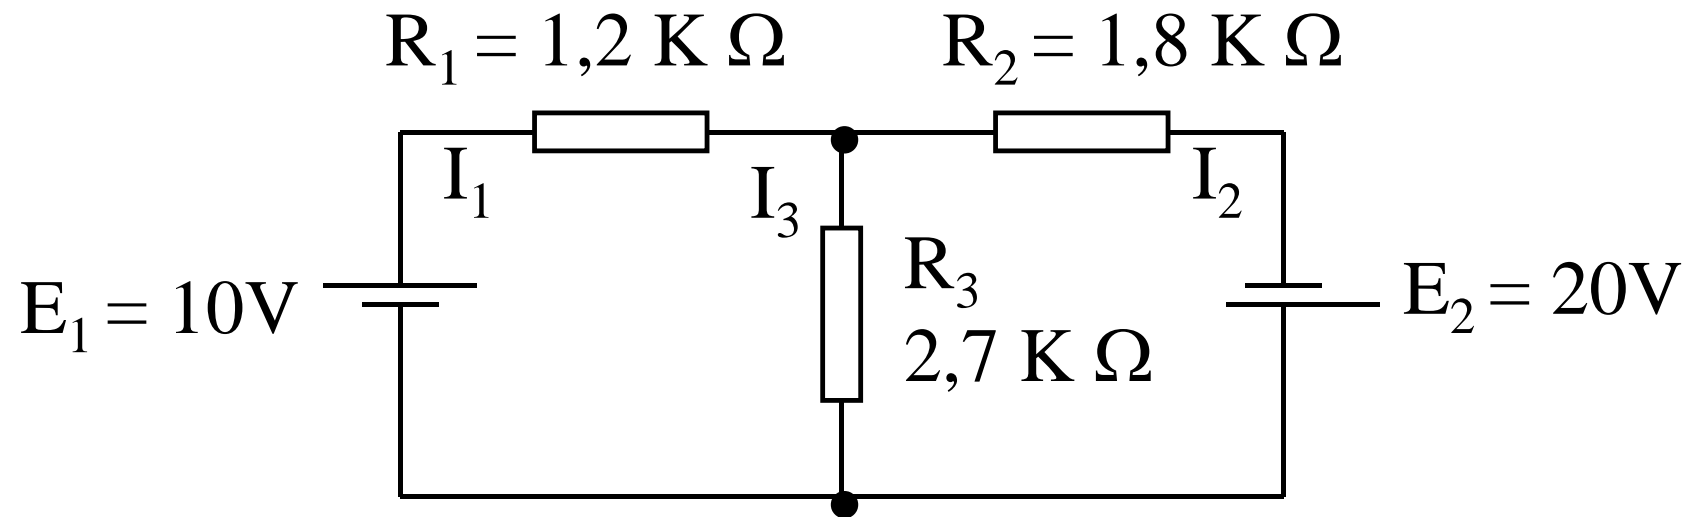 R₁ = 1,2 K Ω
R₂ = 1,8 K Ω
I₁
I₃
I₂
E₁ = 10V
R₃
2,7 K Ω
E₂ = 20V